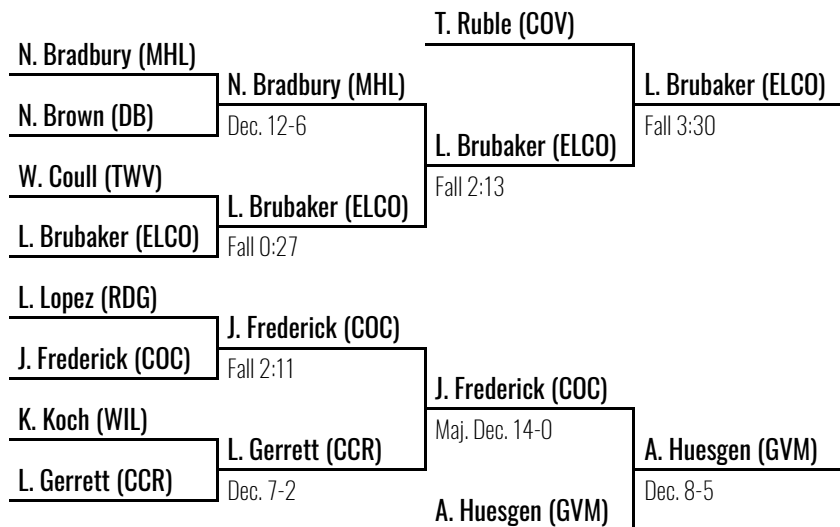 T. Ruble (COV)
N. Bradbury (MHL)
N. Bradbury (MHL)
L. Brubaker (ELCO)
N. Brown (DB)
Dec. 12-6
Fall 3:30
L. Brubaker (ELCO)
W. Coull (TWV)
Fall 2:13
L. Brubaker (ELCO)
L. Brubaker (ELCO)
Fall 0:27
L. Lopez (RDG)
J. Frederick (COC)
J. Frederick (COC)
Fall 2:11
J. Frederick (COC)
K. Koch (WIL)
Maj. Dec. 14-0
L. Gerrett (CCR)
A. Huesgen (GVM)
L. Gerrett (CCR)
Dec. 7-2
Dec. 8-5
A. Huesgen (GVM)